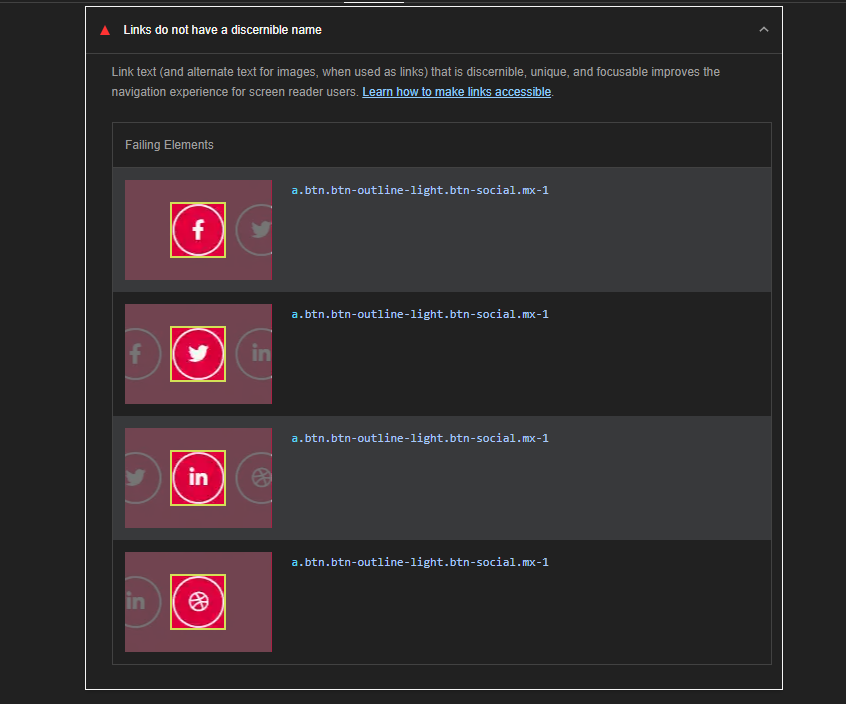 Links do not have a discernible name
Link text (and alternate text for images, when used as links) that is discernible, unique, and focusable improves the
navigation experience for screen reader users. Learn how to make links accessible.
Failing Elements
a.btn.btn-outline-light.btn-social.mx-1
a.btn.btn-outline-light.btn-social.mx-1
a.btn.btn-outline-light.btn-social.mx-1
a.btn.btn-outline-light.btn-social.mx-1